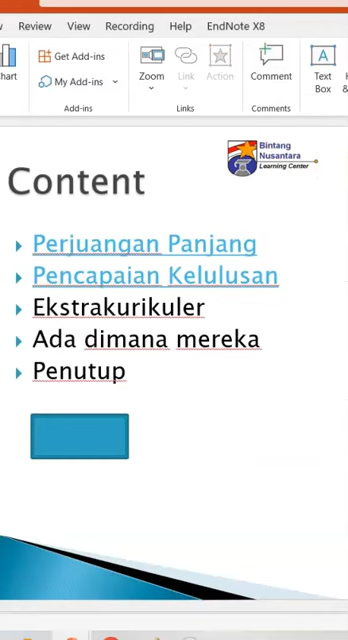 Review View Recording Help EndNote X8
Get Add-ins
My Add-ins
Zoom Link Action Comment Text Box
Add-ins Links Comments
Bintang
Nusantara
Learning Center
Content
Perjuangan Panjang
Pencapaian Kelulusan
Ekstrakurikuler
Ada dimana mereka
Penutup